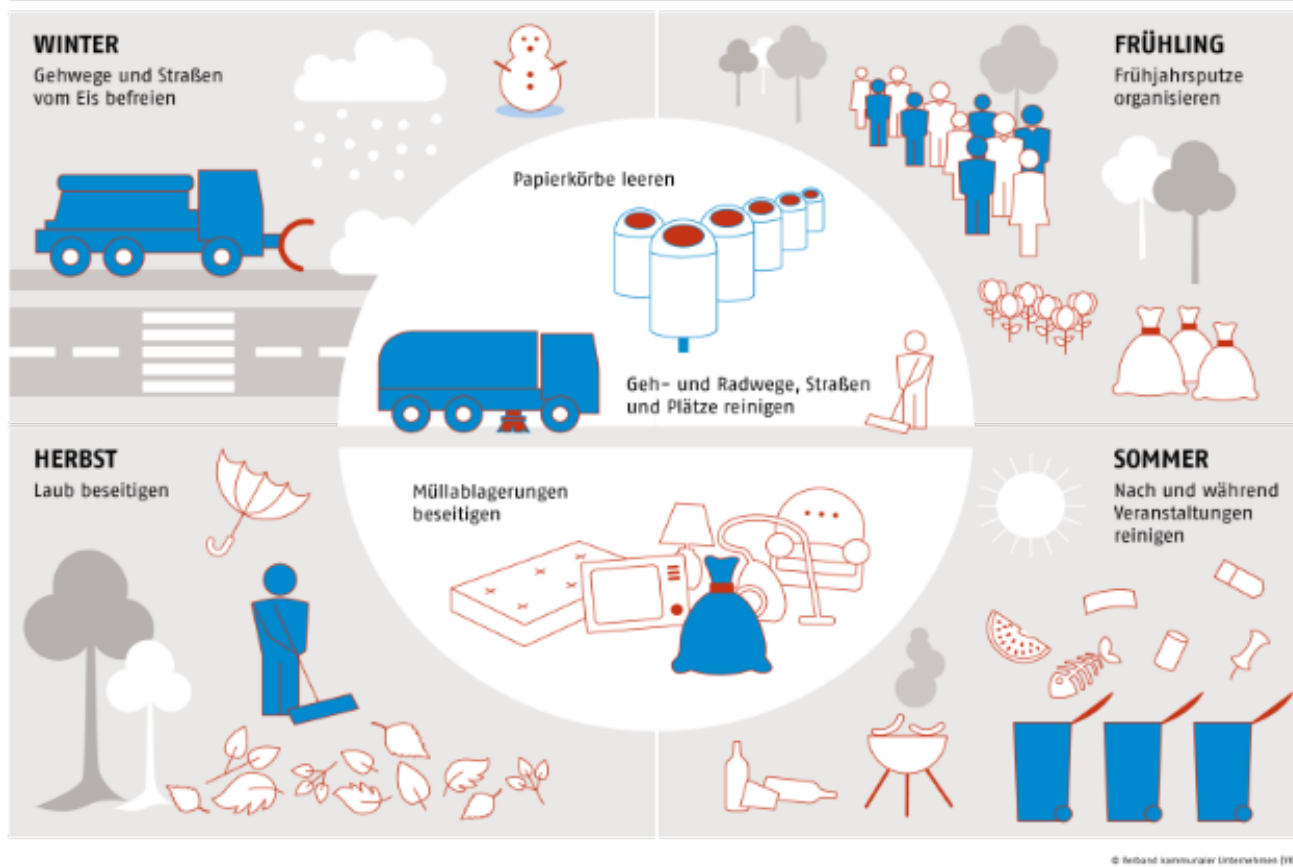 WINTER
Gehwege und Straßen
vom Eis befreien
FRÜHLING
Frühjahrsputze
organisieren
Papierkörbe leeren
Geh- und Radwege, Straßen
und Plätze reinigen
HERBST
Laub beseitigen
Müllablagerungen
beseitigen
SOMMER
Nach und während
Veranstaltungen
reinigen
© Verband kommunaler Unternehmen